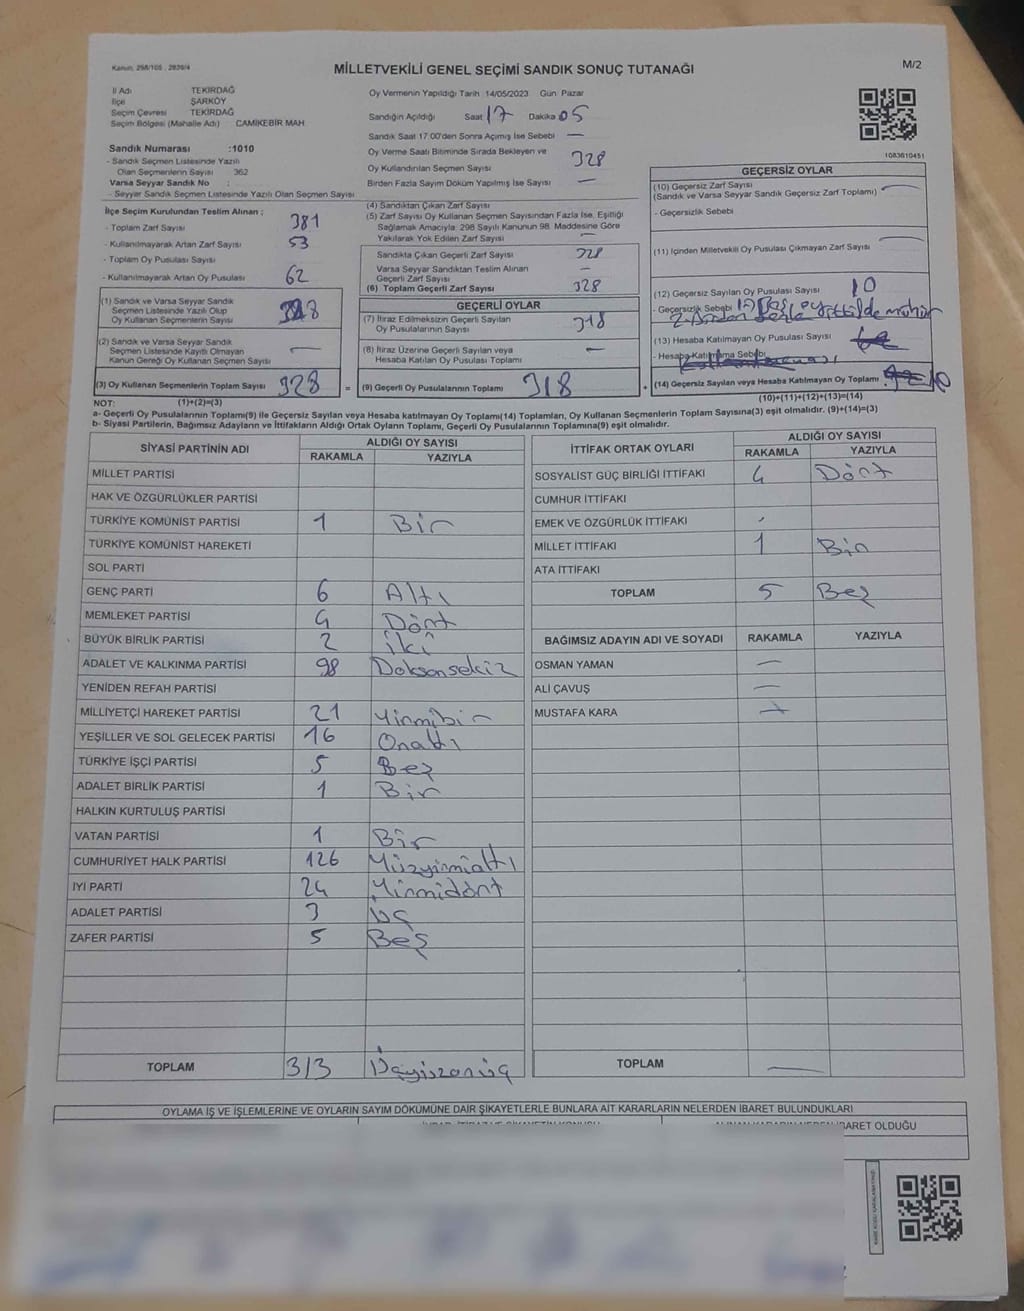 Kanun, 298/105 , 2839/4
MİLLETVEKİLİ GENEL SEÇİMİ SANDIK SONUÇ TUTANAĞI
M/2
İl Adı TEKİRDAĞ
İlçe ŞARKÖY
Seçim Çevresi TEKİRDAĞ
Seçim Bölgesi (Mahalle Adı) CAMİKEBİR MAH.
Sandık Numarası :1010
- Sandık Seçmen Listesinde Yazılı
Olan Seçmenlerin Sayısı 362
Varsa Seyyar Sandık No :
- Seyyar Sandık Seçmen Listesinde Yazılı Olan Seçmen Sayısı
Oy Vermenin Yapıldığı Tarih 14/05/2023 Gün Pazar
Sandığın Açıldığı Saat 17 Dakika 05
Sandık Saat 17:00'den Sonra Açımış İse Sebebi —
Oy Verme Saati Bitiminde Sırada Bekleyen ve
Oy Kullandırılan Seçmen Sayısı 328
Birden Fazla Sayım Döküm Yapılmış İse Sayısı —
1083610451
İlçe Seçim Kurulundan Teslim Alınan ;
- Toplam Zarf Sayısı 381
- Kullanılmayarak Artan Zarf Sayısı 53
- Toplam Oy Pusulası Sayısı
- Kullanılmayarak Artan Oy Pusulası 62
(1) Sandık ve Varsa Seyyar Sandık
Seçmen Listesinde Yazılı Olup
Oy Kullanan Seçmenlerin Sayısı
(2) Sandık ve Varsa Seyyar Sandık
Seçmen Listesinde Kayıtlı Olmayan
Kanun Gereği Oy Kullanan Seçmen Sayısı —
(3) Oy Kullanan Seçmenlerin Toplam Sayısı 328
(4) Sandıktan Çıkan Zarf Sayısı
(5) Zarf Sayısı Oy Kullanan Seçmen Sayısından Fazla İse, Eşitliği
Sağlamak Amacıyla; 298 Sayılı Kanunun 98. Maddesine Göre
Yakılarak Yok Edilen Zarf Sayısı —
Sandıkta Çıkan Geçerli Zarf Sayısı 328
Varsa Seyyar Sandıktan Teslim Alınan
Geçerli Zarf Sayısı —
(6) Toplam Geçerli Zarf Sayısı 328
GEÇERLİ OYLAR
(7) İtiraz Edilmeksizin Geçerli Sayılan
Oy Pusulalarının Sayısı 318
(8) İtiraz Üzerine Geçerli Sayılan veya
Hesaba Katılan Oy Pusulası Toplamı —
= (9) Geçerli Oy Pusulalarının Toplamı 318
GEÇERSİZ OYLAR
(10) Geçersiz Zarf Sayısı
(Sandık ve Varsa Seyyar Sandık Geçersiz Zarf Toplamı) —
- Geçersizlik Sebebi
(11) İçinden Milletvekili Oy Pusulası Çıkmayan Zarf Sayısı —
(12) Geçersiz Sayılan Oy Pusulası Sayısı 10
- Geçersizlik Sebebi
(13) Hesaba Katılmayan Oy Pusulası Sayısı
- Hesaba Katılmama Sebebi
+ (14) Geçersiz Sayılan veya Hesaba Katılmayan Oy Toplamı 10
NOT: (1)+(2)=(3)
(10)+(11)+(12)+(13)=(14)
a- Geçerli Oy Pusulalarının Toplamı(9) ile Geçersiz Sayılan veya Hesaba katılmayan Oy Toplamı(14) Toplamları, Oy Kullanan Seçmenlerin Toplam Sayısına(3) eşit olmalıdır. (9)+(14)=(3)
b- Siyasi Partilerin, Bağımsız Adayların ve İttifakların Aldığı Ortak Oyların Toplamı, Geçerli Oy Pusulalarının Toplamına(9) eşit olmalıdır.
SİYASİ PARTİNİN ADI ALDIĞI OY SAYISI
RAKAMLA YAZIYLA
MİLLET PARTİSİ
HAK VE ÖZGÜRLÜKLER PARTİSİ
TÜRKİYE KOMÜNİST PARTİSİ 1 Bir
TÜRKİYE KOMÜNİST HAREKETİ
SOL PARTİ
GENÇ PARTİ 6 Altı
MEMLEKET PARTİSİ 4 Dört
BÜYÜK BİRLİK PARTİSİ 2 İki
ADALET VE KALKINMA PARTİSİ 98 Doksansekiz
YENİDEN REFAH PARTİSİ
MİLLİYETÇİ HAREKET PARTİSİ 21 Yirmibir
YEŞİLLER VE SOL GELECEK PARTİSİ 16 Onaltı
TÜRKİYE İŞÇİ PARTİSİ 5 Beş
ADALET BİRLİK PARTİSİ 1 Bir
HALKIN KURTULUŞ PARTİSİ
VATAN PARTİSİ 1 Bir
CUMHURİYET HALK PARTİSİ 126 Yüzyirmialtı
İYİ PARTİ 24 Yirmidört
ADALET PARTİSİ 3 Üç
ZAFER PARTİSİ 5 Beş
TOPLAM 313 Üçyüzonüç
İTTİFAK ORTAK OYLARI ALDIĞI OY SAYISI
RAKAMLA YAZIYLA
SOSYALİST GÜÇ BİRLİĞİ İTTİFAKI 4 Dört
CUMHUR İTTİFAKI
EMEK VE ÖZGÜRLÜK İTTİFAKI
MİLLET İTTİFAKI 1 Bir
ATA İTTİFAKI
TOPLAM 5 Beş
BAĞIMSIZ ADAYIN ADI VE SOYADI RAKAMLA YAZIYLA
OSMAN YAMAN —
ALİ ÇAVUŞ —
MUSTAFA KARA —
TOPLAM —
OYLAMA İŞ VE İŞLEMLERİNE VE OYLARIN SAYIM DÖKÜMÜNE DAİR ŞİKAYETLERLE BUNLARA AİT KARARLARIN NELERDEN İBARET BULUNDUKLARI
İBARET OLDUĞU